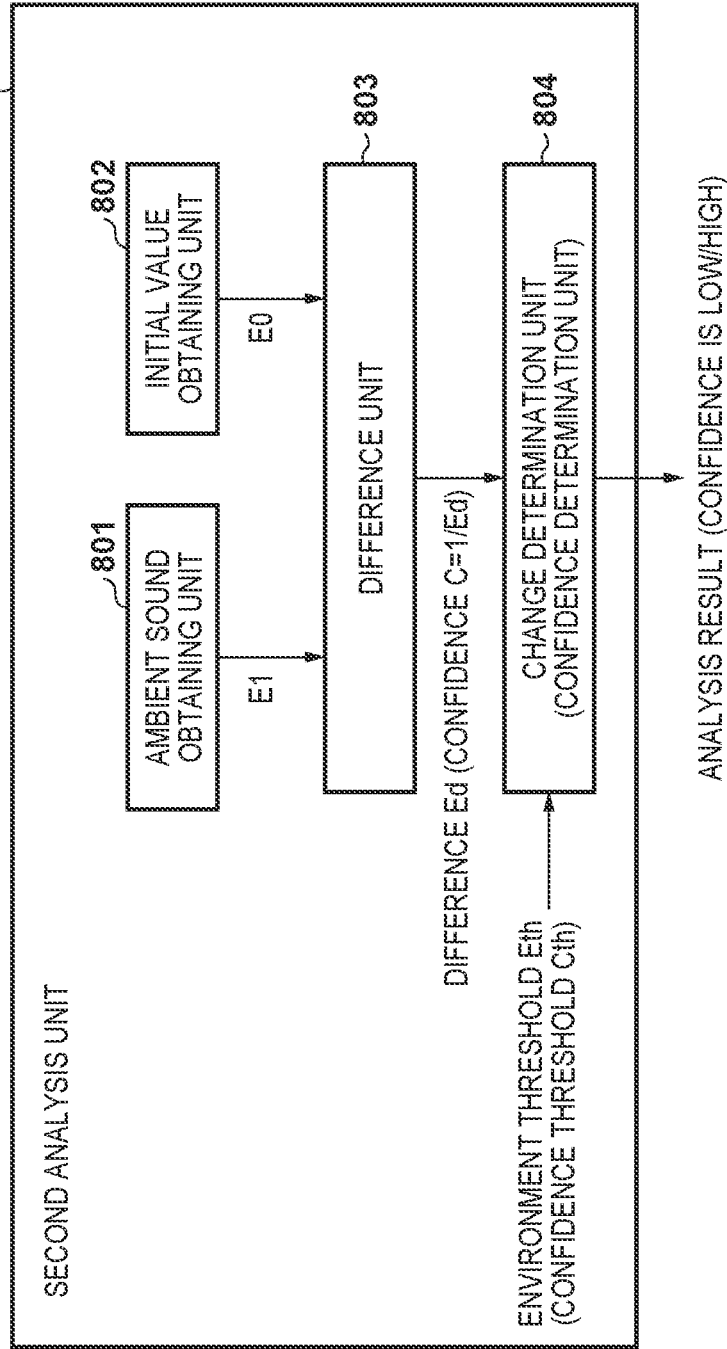 SECOND ANALYSIS UNIT
801
AMBIENT SOUND
OBTAINING UNIT
802
INITIAL VALUE
OBTAINING UNIT
E1
E0
803
DIFFERENCE UNIT
DIFFERENCE Ed (CONFIDENCE C=1/Ed)
804
ENVIRONMENT THRESHOLD Eth
(CONFIDENCE THRESHOLD Cth)
CHANGE DETERMINATION UNIT
(CONFIDENCE DETERMINATION UNIT)
ANALYSIS RESULT (CONFIDENCE IS LOW/HIGH)